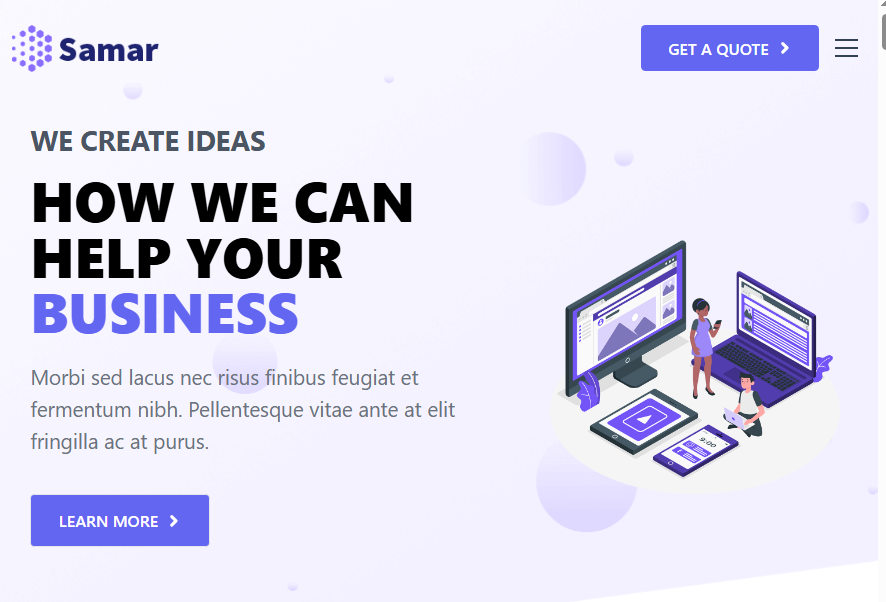 Samar
GET A QUOTE
WE CREATE IDEAS
HOW WE CAN
HELP YOUR
BUSINESS
Morbi sed lacus nec risus finibus feugiat et
fermentum nibh. Pellentesque vitae ante at elit
fringilla ac at purus.
LEARN MORE
9:00